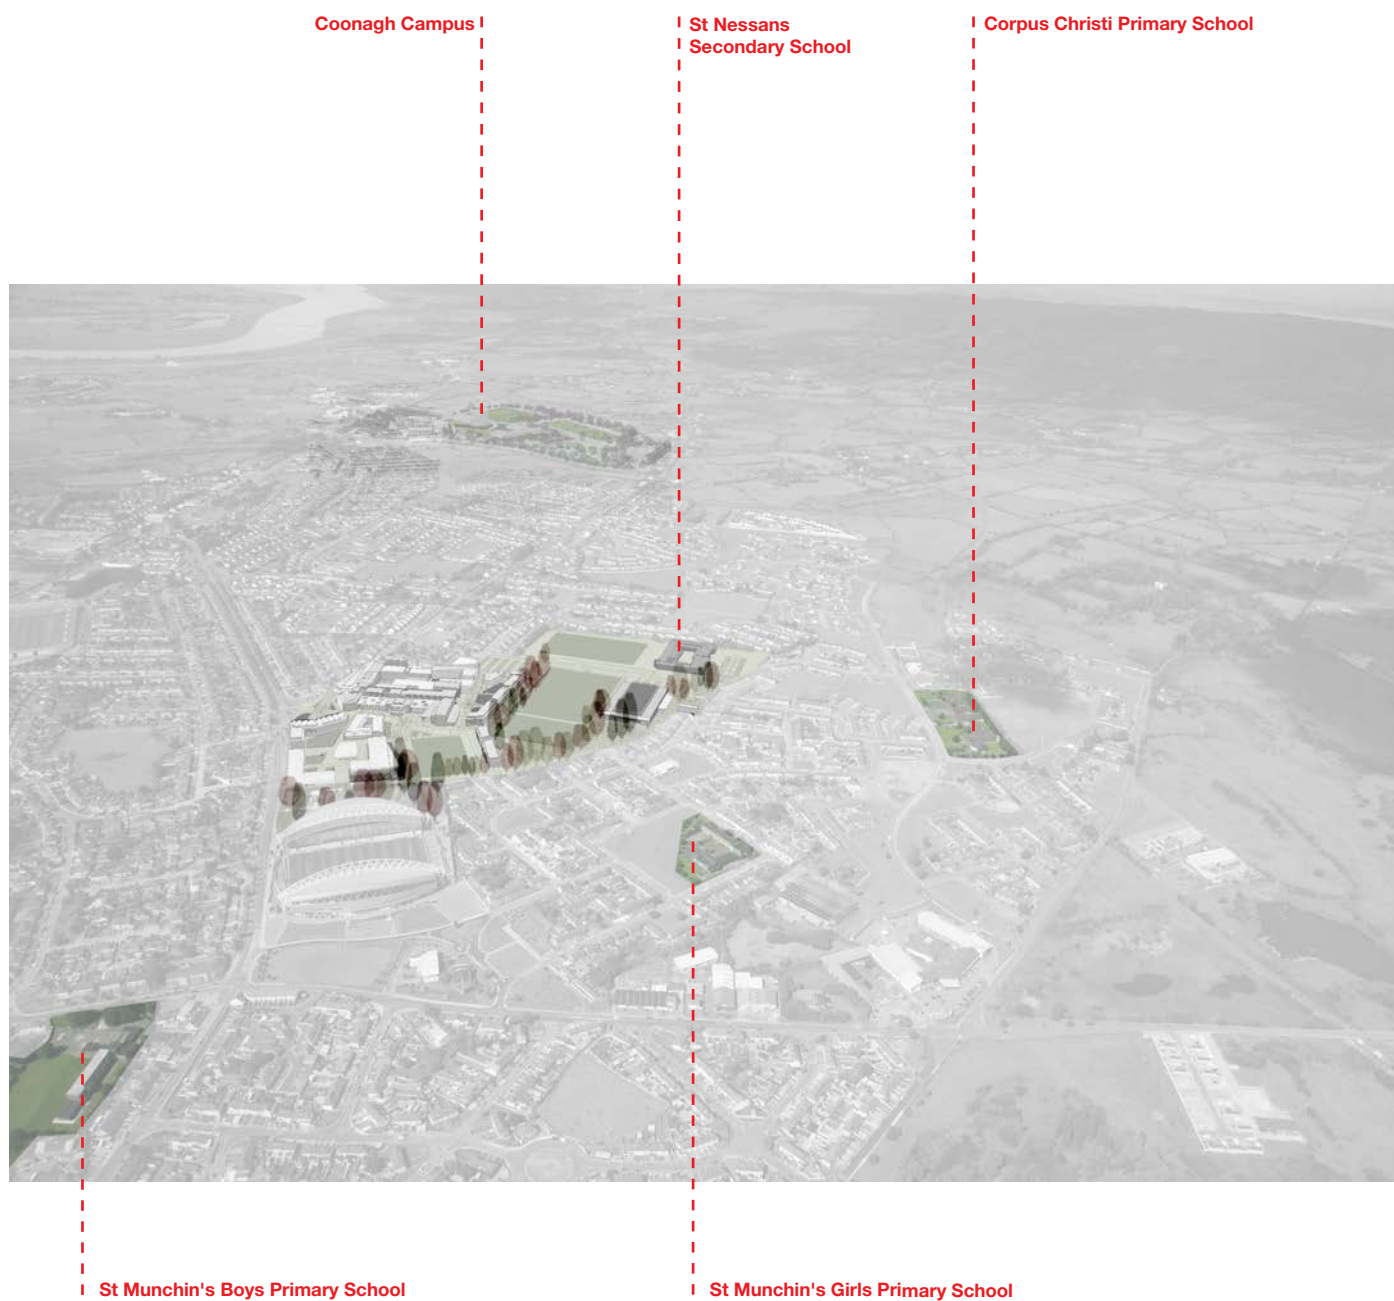 Coonagh Campus
St Nessans
Secondary School
Corpus Christi Primary School
St Munchin's Boys Primary School
St Munchin's Girls Primary School